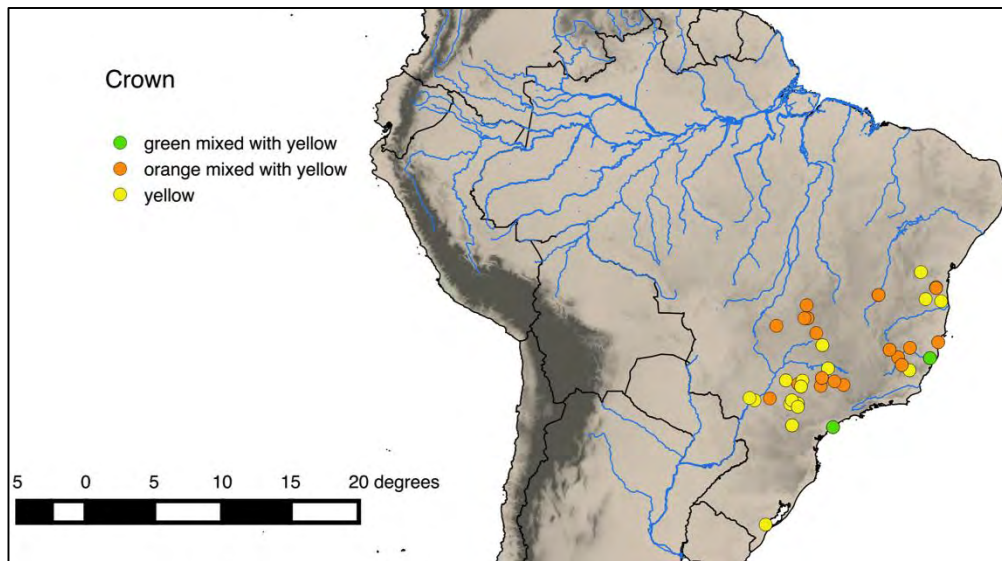 Crown
green mixed with yellow
orange mixed with yellow
yellow
5 0 5 10 15 20 degrees